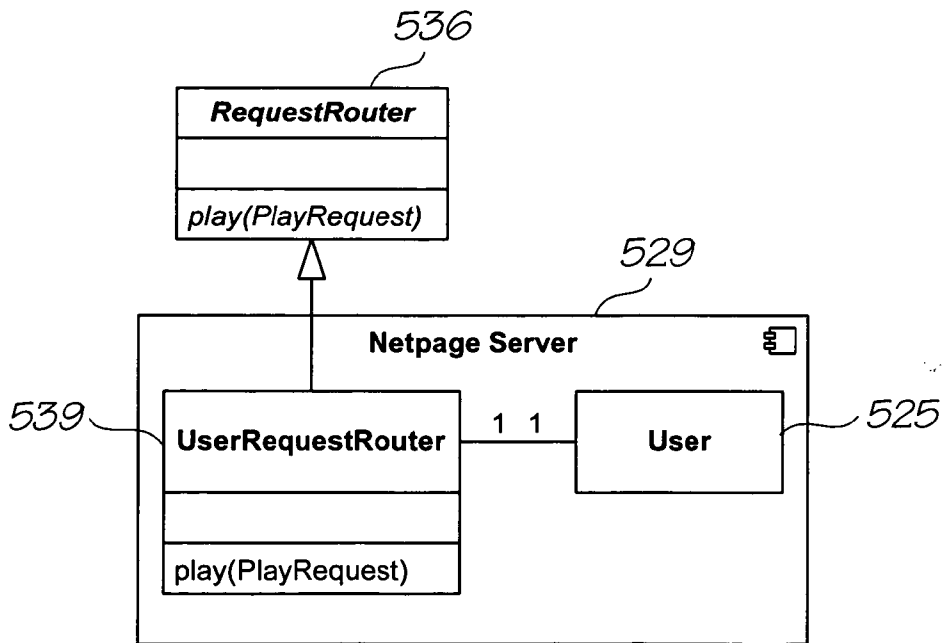 536
RequestRouter
play(PlayRequest)
529
Netpage Server
539
UserRequestRouter
1 1
User
525
play(PlayRequest)